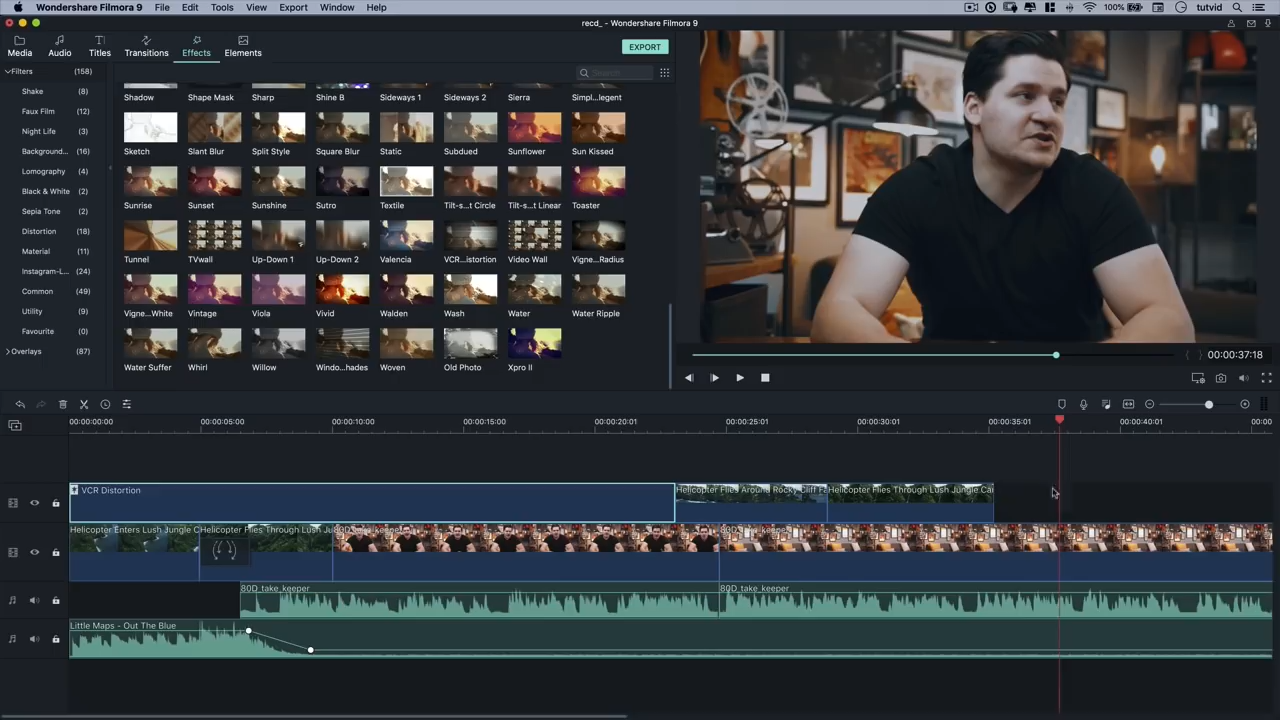 Wondershare Filmora 9 File Edit Tools View Export Window Help 100% tutvid
recd_ - Wondershare Filmora 9
Media Audio Titles Transitions Effects Elements EXPORT
Filters (158) Search
Shake (8)
Faux Film (12)
Night Life (3)
Background... (16)
Lomography (4)
Black & White (2)
Sepia Tone (2)
Distortion (18)
Material (11)
Instagram-L... (24)
Common (49)
Utility (9)
Favourite (0)
Overlays (87)
Shadow Shape Mask Sharp Shine B Sideways 1 Sideways 2 Sierra Simpl...legent
Sketch Slant Blur Split Style Square Blur Static Subdued Sunflower Sun Kissed
Sunrise Sunset Sunshine Sutro Textile Tilt-s...t Circle Tilt-s...t Linear Toaster
Tunnel TVwall Up-Down 1 Up-Down 2 Valencia VCR...istortion Video Wall Vigne...Radius
Vigne...White Vintage Viola Vivid Walden Wash Water Water Ripple
Water Suffer Whirl Willow Windo...hades Woven Old Photo Xpro II
00:00:37:18
00:00:00:00 00:00:05:00 00:00:10:00 00:00:15:00 00:00:20:01 00:00:25:01 00:00:30:01 00:00:35:01 00:00:40:01 00:00
VCR Distortion Helicopter Flies Around Rocky Cliff F Helicopter Flies Through Lush Jungle Ca
Helicopter Enters Lush Jungle C Helicopter Flies Through Lush Ju 80D_take_keeper 80D_take_keeper
80D_take_keeper 80D_take_keeper
Little Maps - Out The Blue